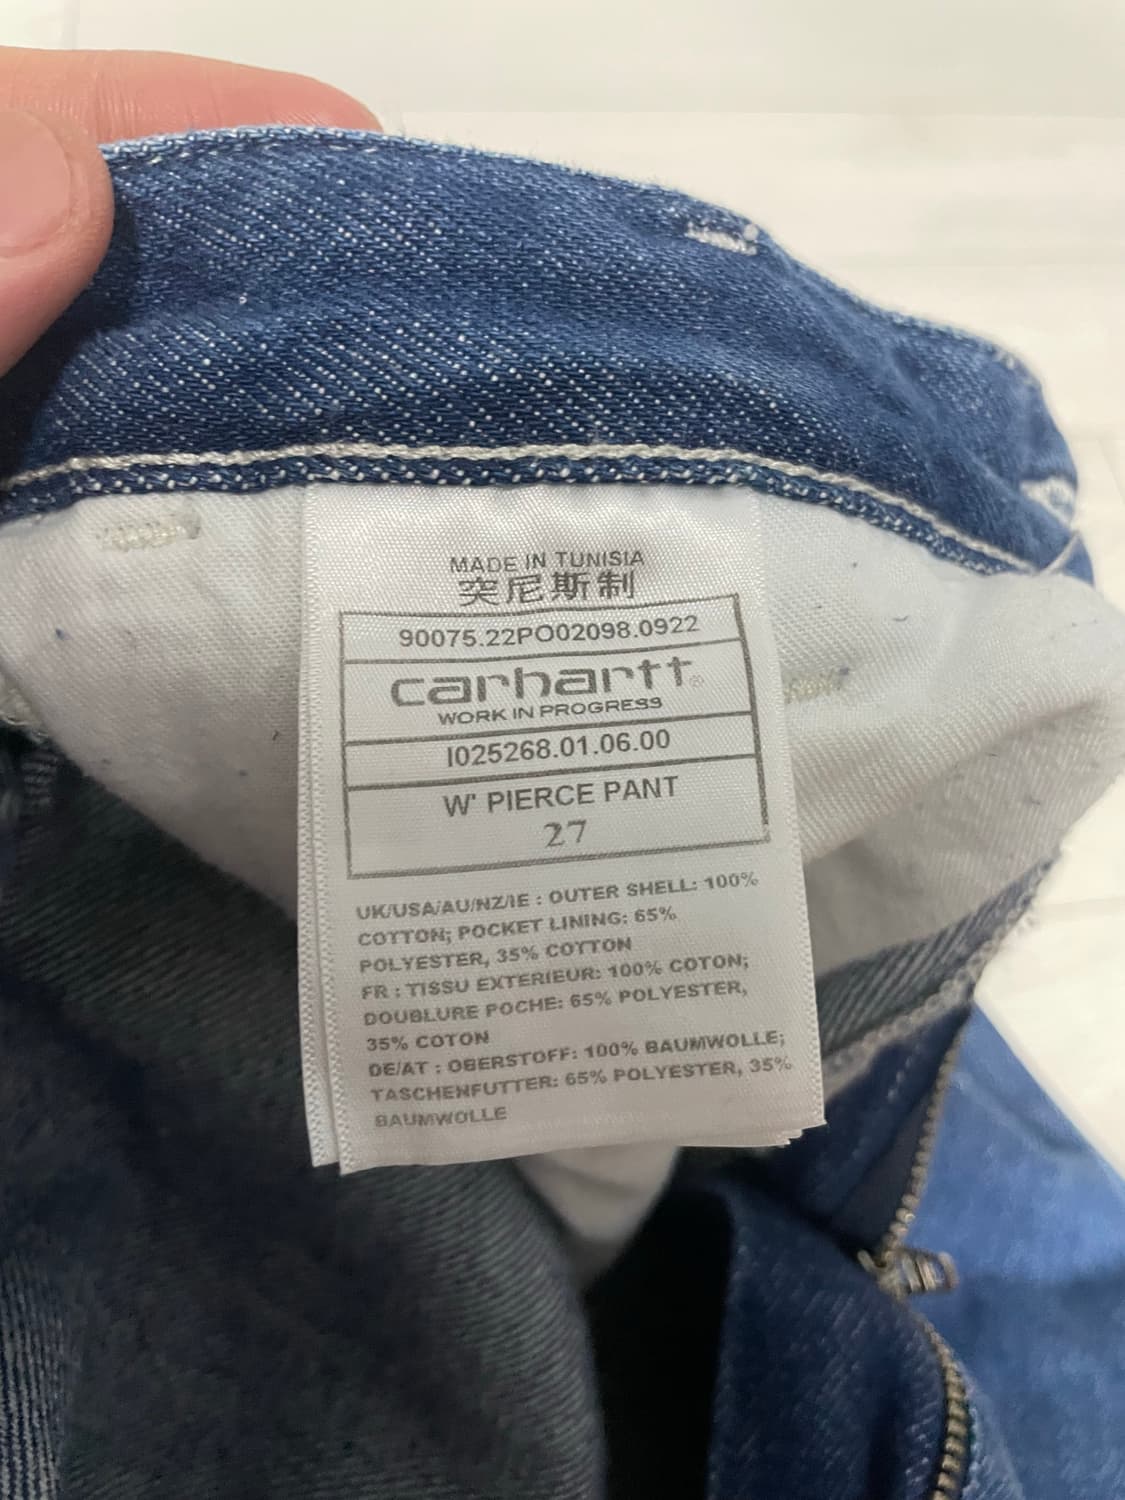 MADE IN TUNISIA
突尼斯制
90075.22PO02098.0922
carhartt®
WORK IN PROGRESS
I025268.01.06.00
W' PIERCE PANT
27
UK/USA/AU/NZ/IE : OUTER SHELL: 100%
COTTON; POCKET LINING: 65%
POLYESTER, 35% COTTON
FR : TISSU EXTERIEUR: 100% COTON;
DOUBLURE POCHE: 65% POLYESTER,
35% COTON
DE/AT : OBERSTOFF: 100% BAUMWOLLE;
TASCHENFUTTER: 65% POLYESTER, 35%
BAUMWOLLE